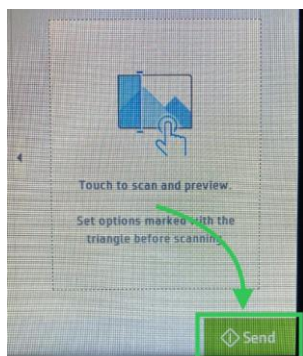 Touch to scan and preview.
Set options marked with the
triangle before scanning.
Send